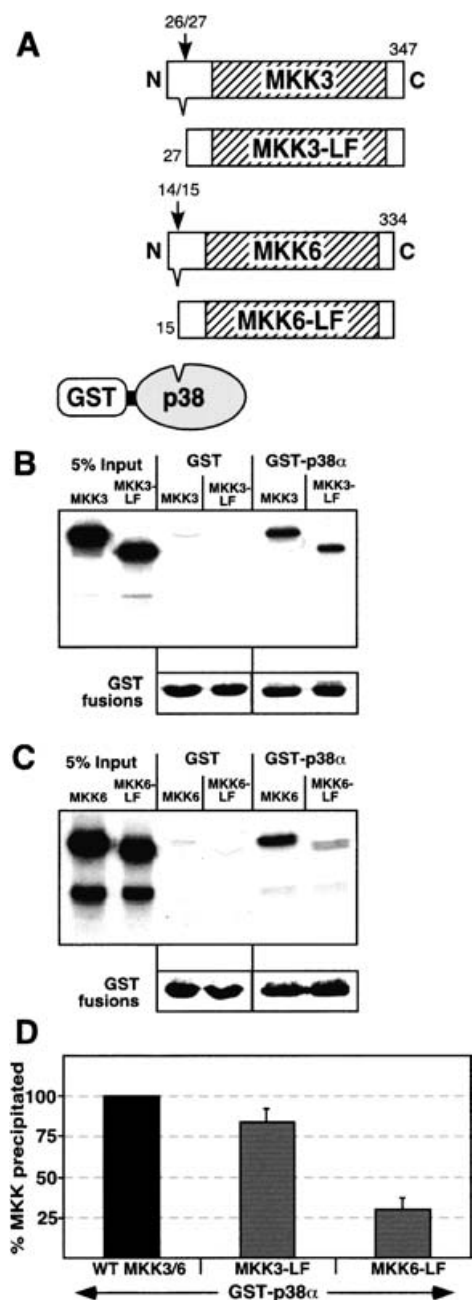 A
26/27
347
N
MKK3
C
27
MKK3-LF
14/15
334
N
MKK6
C
15
MKK6-LF
GST
p38
B
5% Input
GST
GST-p38α
MKK3
MKK3-
LF
MKK3
MKK3-
LF
MKK3
MKK3-
LF
GST
fusions
C
5% Input
GST
GST-p38α
MKK6
MKK6-
LF
MKK6
MKK6-
LF
MKK6
MKK6-
LF
GST
fusions
D
% MKK precipitated
100
75
50
25
WT MKK3/6
MKK3-LF
MKK6-LF
GST-p38α